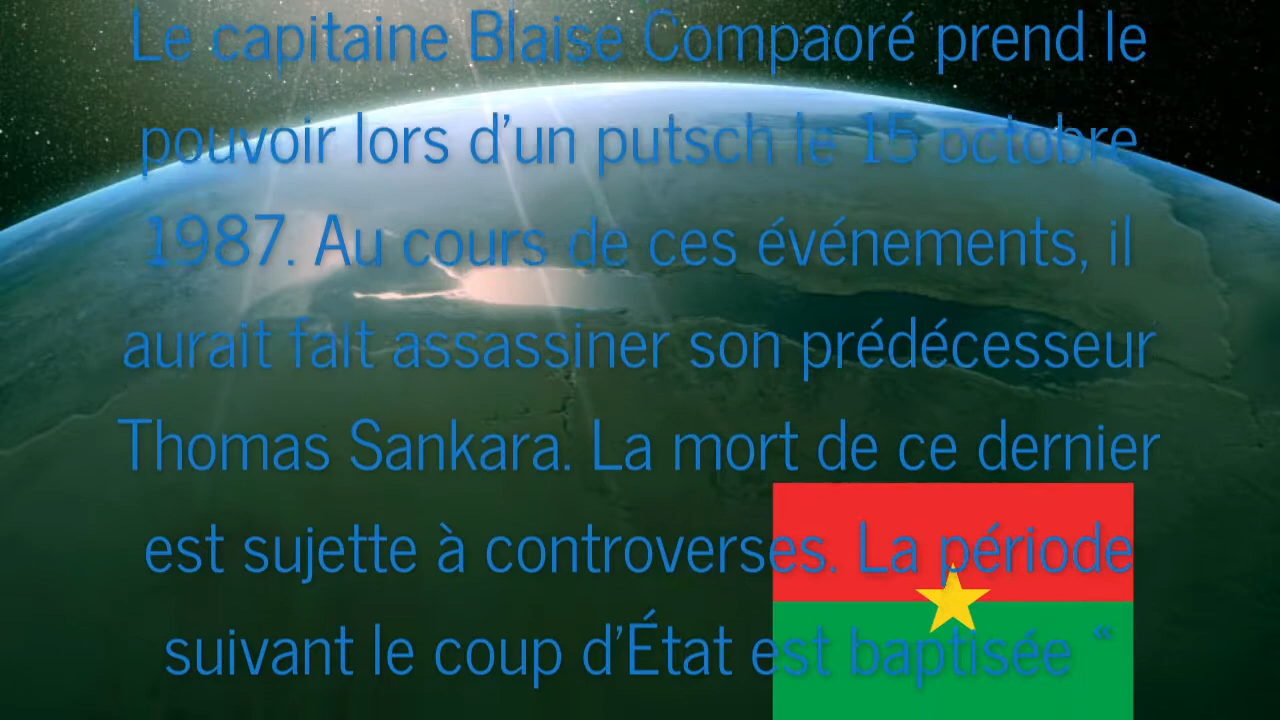 Le capitaine Blaise Compaoré prend le
pouvoir lors d’un putsch le 15 octobre
1987. Au cours de ces événements, il
aurait fait assassiner son prédécesseur
Thomas Sankara. La mort de ce dernier
est sujette à controverses. La période
suivant le coup d’État est baptisée “